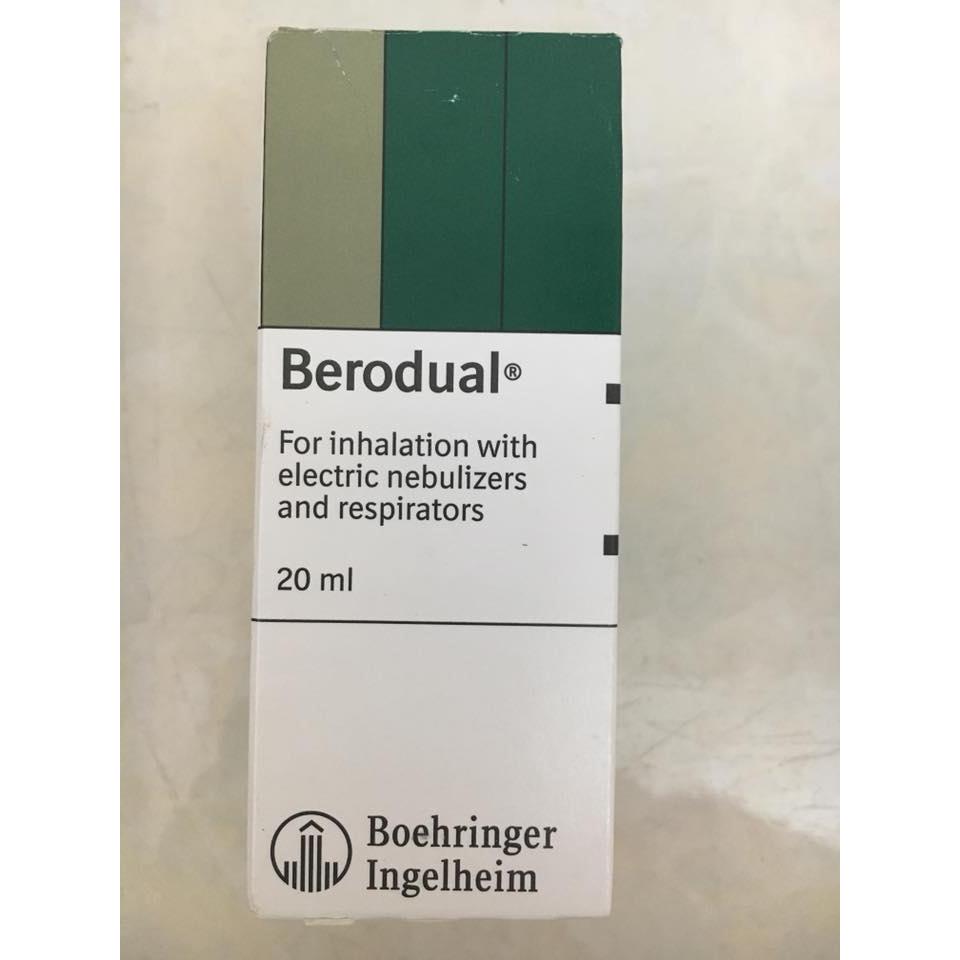 Berodual®
For inhalation with
electric nebulizers
and respirators
20 ml
Boehringer
Ingelheim